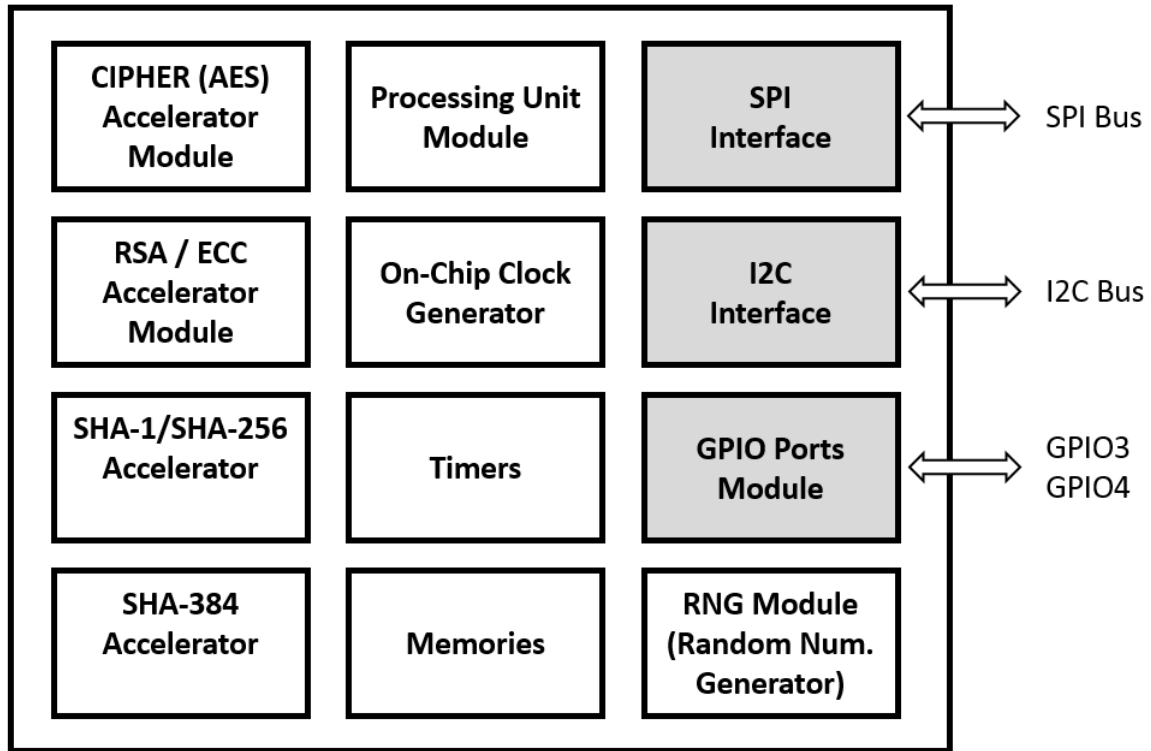 CIPHER (AES)
Accelerator
Module
Processing Unit
Module
SPI
Interface
SPI Bus
RSA / ECC
Accelerator
Module
On-Chip Clock
Generator
I2C
Interface
I2C Bus
SHA-1/SHA-256
Accelerator
Timers
GPIO Ports
Module
GPIO3
GPIO4
SHA-384
Accelerator
Memories
RNG Module
(Random Num.
Generator)